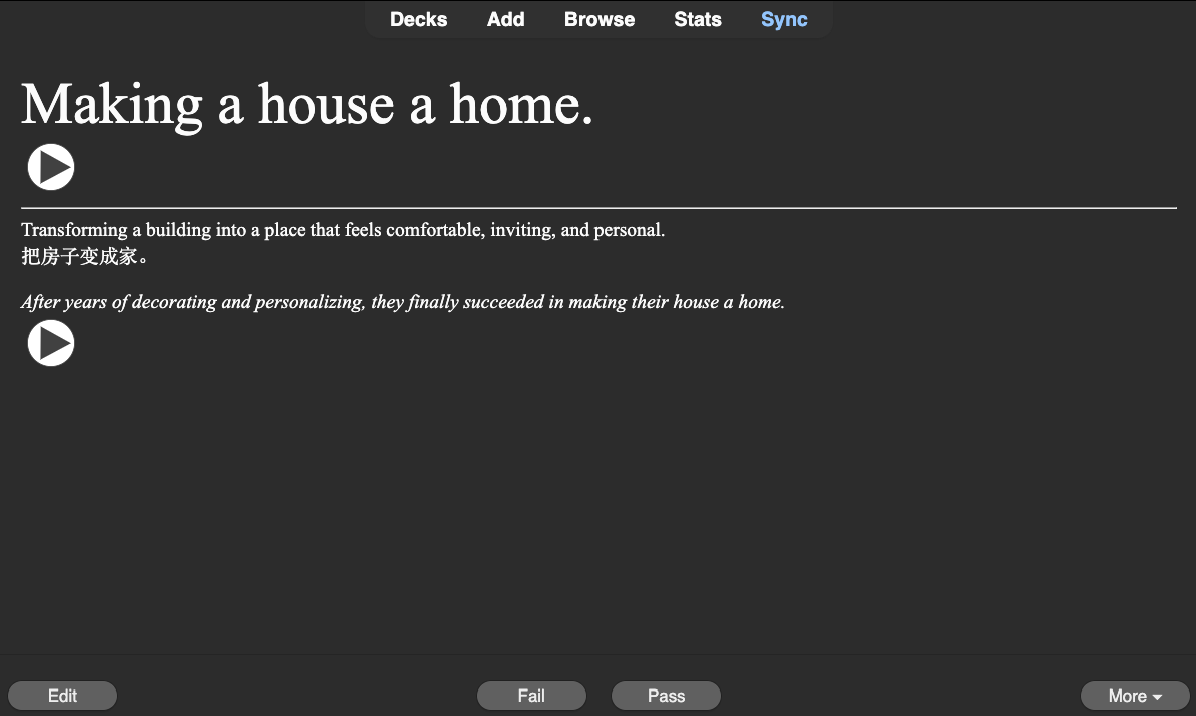 Decks Add Browse Stats Sync
Making a house a home.
Transforming a building into a place that feels comfortable, inviting, and personal.
把房子变成家。
After years of decorating and personalizing, they finally succeeded in making their house a home.
Edit Fail Pass More